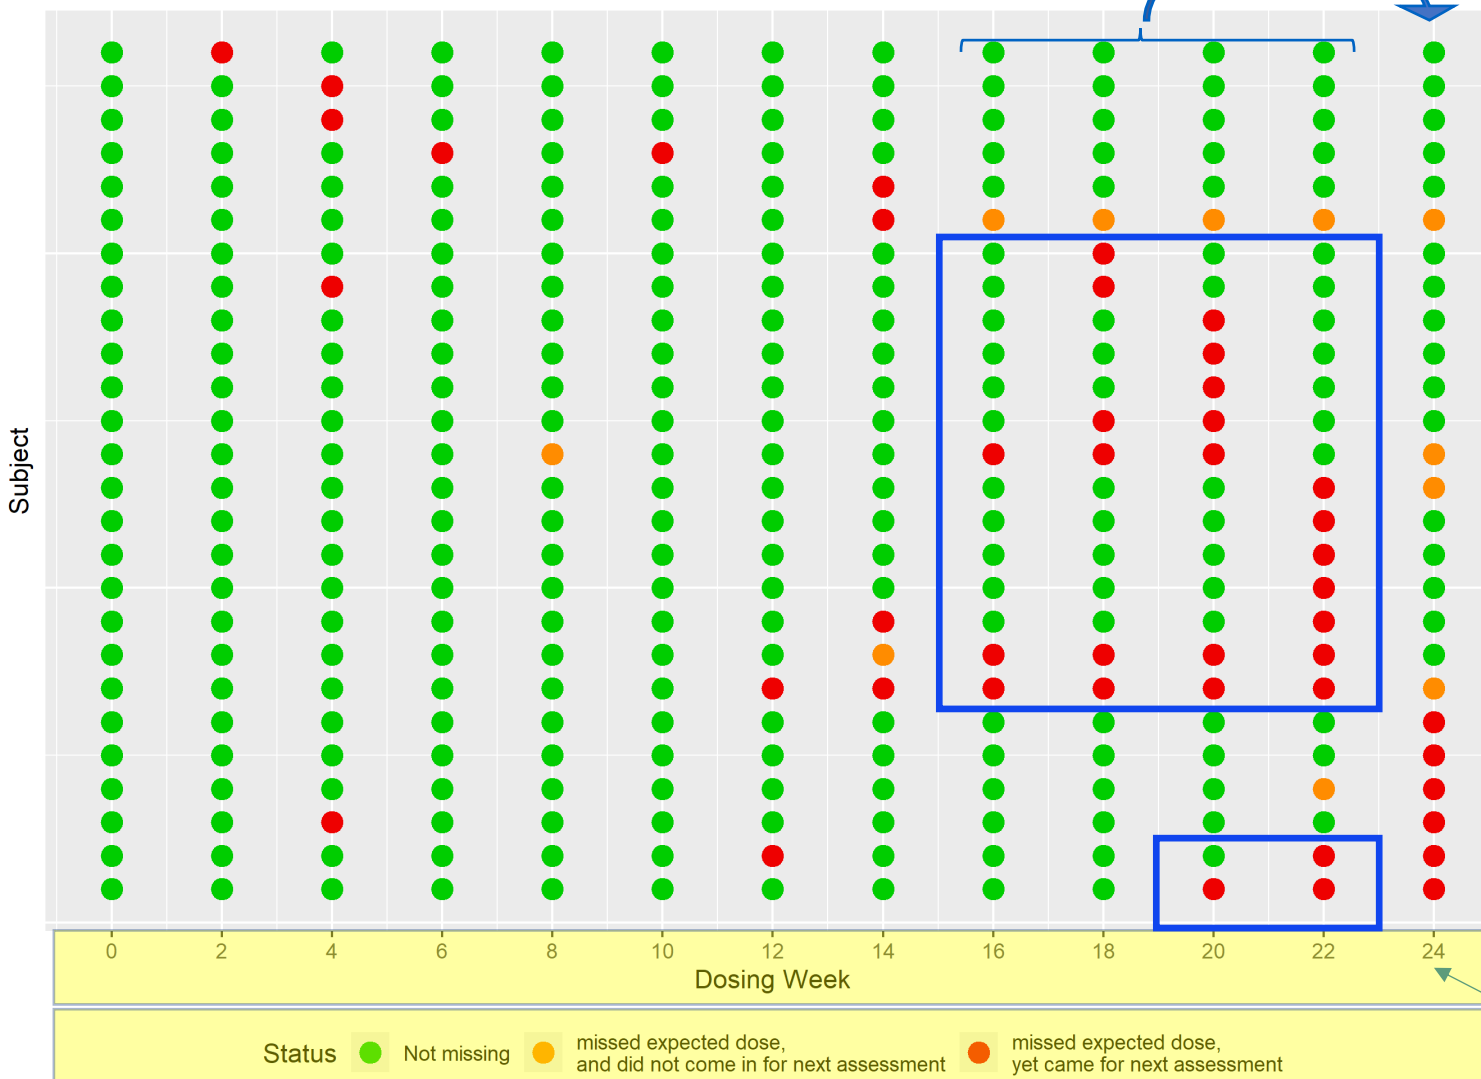 Subject
0 2 4 6 8 10 12 14 16 18 20 22 24
Dosing Week
Status
Not missing
missed expected dose,
and did not come in for next assessment
missed expected dose,
yet came for next assessment